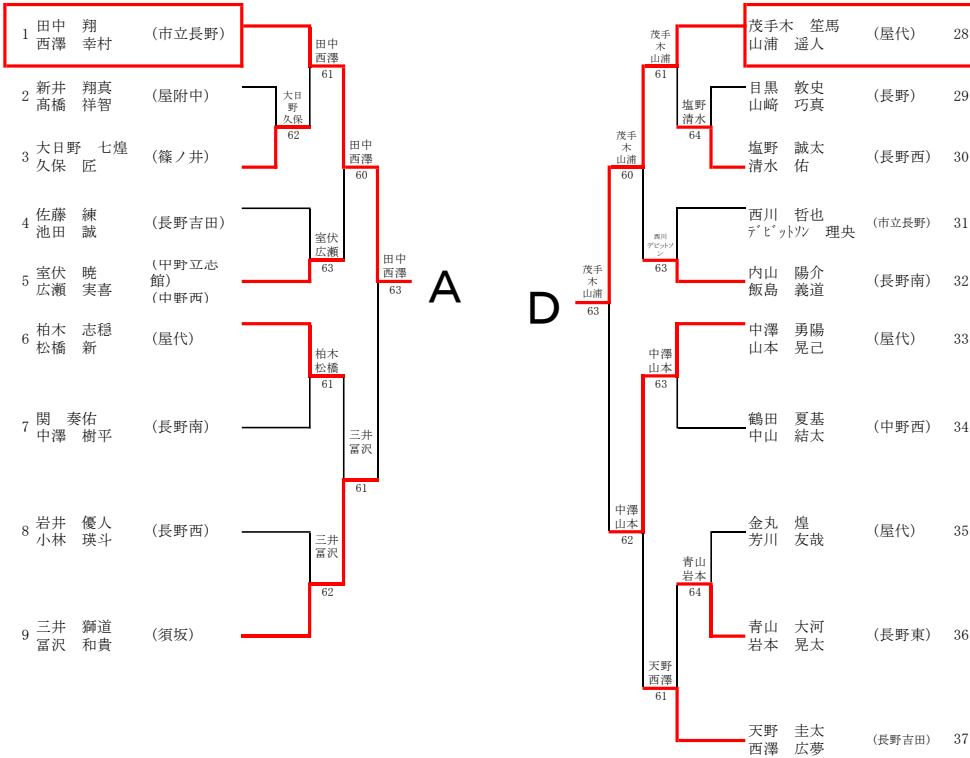 1 田中 翔 (市立長野)
西澤 幸村
2 新井 翔真 (屋附中)
髙橋 祥智
3 大日野 七煌 (篠ノ井)
久保 匠
4 佐藤 練 (長野吉田)
池田 誠
5 室伏 暁 (中野立志
広瀬 実喜 館)
(中野西)
6 柏木 志穏 (屋代)
松橋 新
7 関 奏佑 (長野南)
中澤 樹平
8 岩井 優人 (長野西)
小林 瑛斗
9 三井 獅道 (須坂)
冨沢 和貴
田中
西澤
61
大日
野
久保
62
田中
西澤
60
室伏
広瀬
63
田中
西澤
63
柏木
松橋
61
三井
冨沢
61
三井
冨沢
62
A
D
茂手
木
山浦
63
茂手
木
山浦
60
茂手
木
山浦
61
塩野
清水
64
西川
デビットソ
ン
63
中澤
山本
63
中澤
山本
62
青山
岩本
64
天野
西澤
61
茂手木 笙馬 (屋代) 28
山浦 遥人
目黒 敦史 (長野) 29
山﨑 巧真
塩野 誠太 (長野西) 30
清水 佑
西川 哲也 (市立長野) 31
デビットソン 理央
内山 陽介 (長野南) 32
飯島 義道
中澤 勇陽 (屋代) 33
山本 晃己
鶴田 夏基 (中野西) 34
中山 結太
金丸 煌 (屋代) 35
芳川 友哉
青山 大河 (長野東) 36
岩本 晃太
天野 圭太 (長野吉田) 37
西澤 広夢